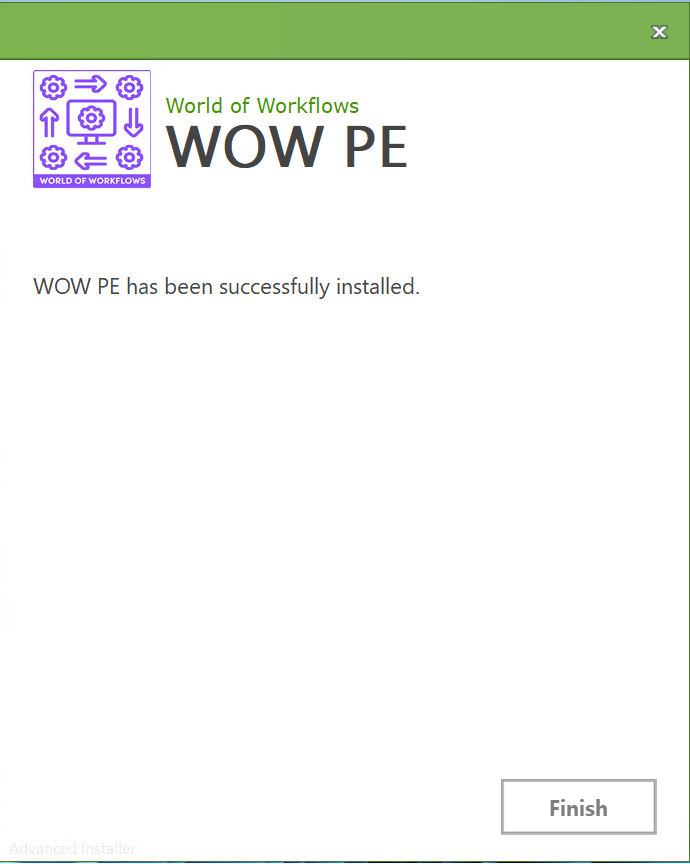 WORLD OF WORKFLOWS
World of Workflows
WOW PE
WOW PE has been successfully installed.
Finish
Advanced Installer